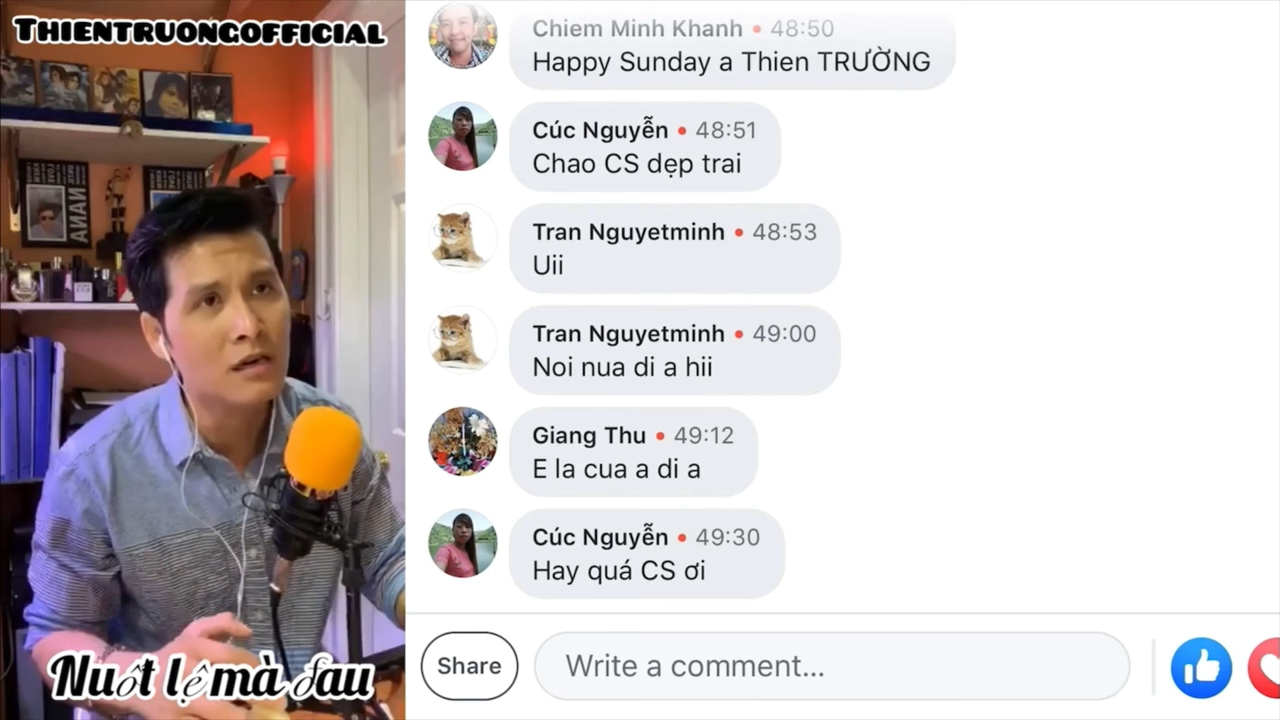 THIENTRUONGOFFICIAL
NANA
Nuốt lệ mà đau
Chiem Minh Khanh • 48:50
Happy Sunday a Thien TRƯỜNG
Cúc Nguyễn • 48:51
Chao CS dẹp trai
Tran Nguyetminh • 48:53
Uii
Tran Nguyetminh • 49:00
Noi nua di a hii
Giang Thu • 49:12
E la cua a di a
Cúc Nguyễn • 49:30
Hay quá CS ơi
Share
Write a comment...